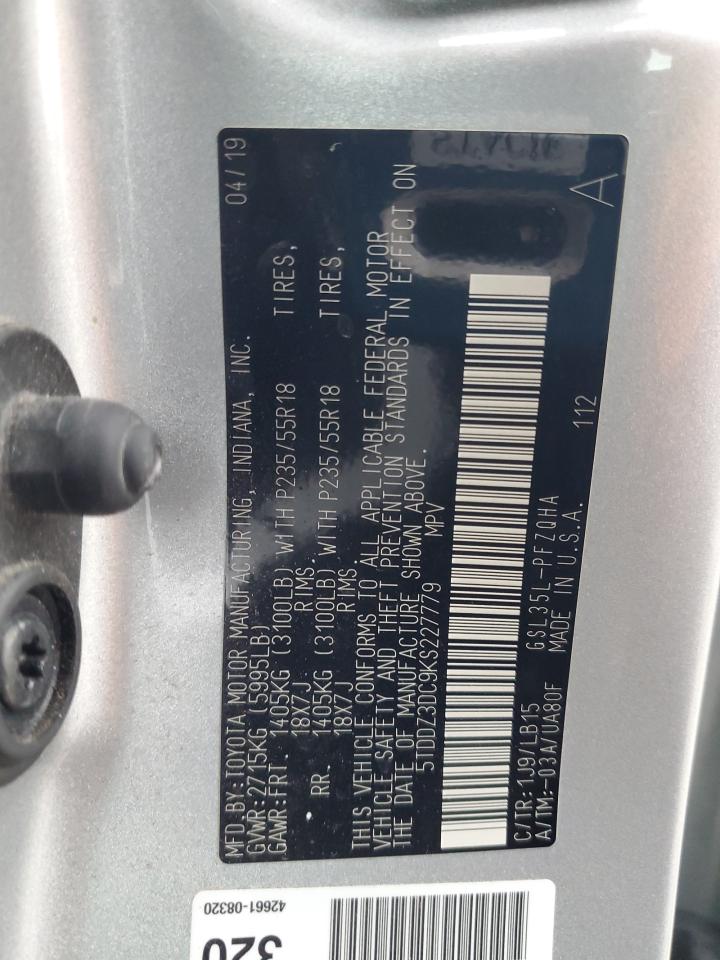 MFD.BY:TOYOTA MOTOR MANUFACTURING, INDIANA, INC. 04/19
GVWR:2715KG (5995LB)
GAWR:FRT. 1405KG (3100LB) WITH P235/55R18 TIRES,
18X7J RIMS.
RR. 1405KG (3100LB) WITH P235/55R18 TIRES,
18X7J RIMS.
THIS VEHICLE CONFORMS TO ALL APPLICABLE FEDERAL MOTOR
VEHICLE SAFETY AND THEFT PREVENTION STANDARDS IN EFFECT ON
THE DATE OF MANUFACTURE SHOWN ABOVE.
5TDDZ3DC9KS227779 MPV
C/TR:1J9/LB15 GSL35L-PFZQHA 112 A
A/TM:-03A/UA80F MADE IN U.S.A.
42661-08320
320